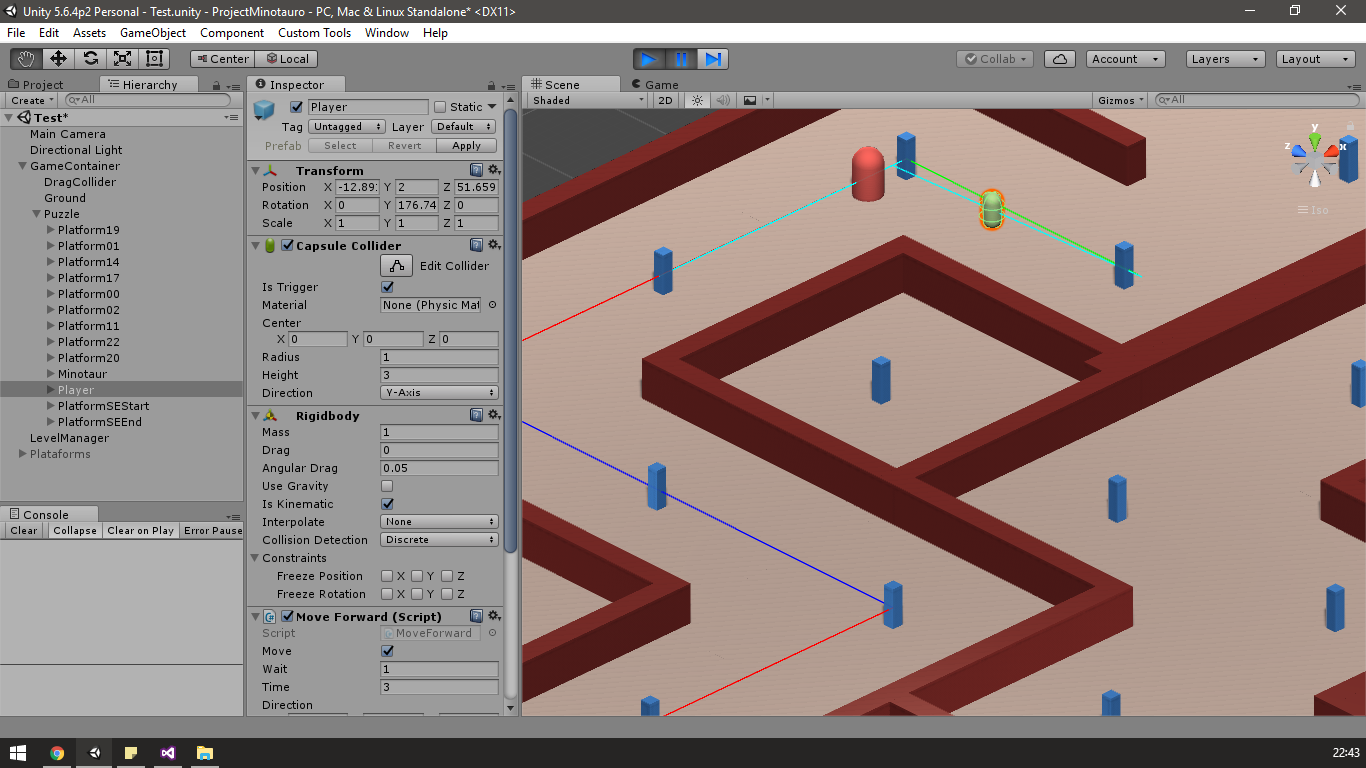 Unity 5.6.4p2 Personal - Test.unity - ProjectMinotauro - PC, Mac & Linux Standalone* <DX11>
File Edit Assets GameObject Component Custom Tools Window Help
Center Local Collab Account Layers Layout
Project Hierarchy
Create All
Test*
Main Camera
Directional Light
GameContainer
DragCollider
Ground
Puzzle
Platform19
Platform01
Platform14
Platform17
Platform00
Platform02
Platform11
Platform22
Platform20
Minotaur
Player
PlatformSEStart
PlatformSEEnd
LevelManager
Plataforms
Console
Clear Collapse Clear on Play Error Pause
Inspector
Player Static
Tag Untagged Layer Default
Prefab Select Revert Apply
Transform
Position X -12.89 Y 2 Z 51.659
Rotation X 0 Y 176.74 Z 0
Scale X 1 Y 1 Z 1
Capsule Collider
Edit Collider
Is Trigger
Material None (Physic Mat
Center
X 0 Y 0 Z 0
Radius 1
Height 3
Direction Y-Axis
Rigidbody
Mass 1
Drag 0
Angular Drag 0.05
Use Gravity
Is Kinematic
Interpolate None
Collision Detection Discrete
Constraints
Freeze Position X Y Z
Freeze Rotation X Y Z
Move Forward (Script)
Script MoveForward
Move
Wait 1
Time 3
Direction
Scene Game
Shaded 2D Gizmos All
y
z x
Iso
22:43